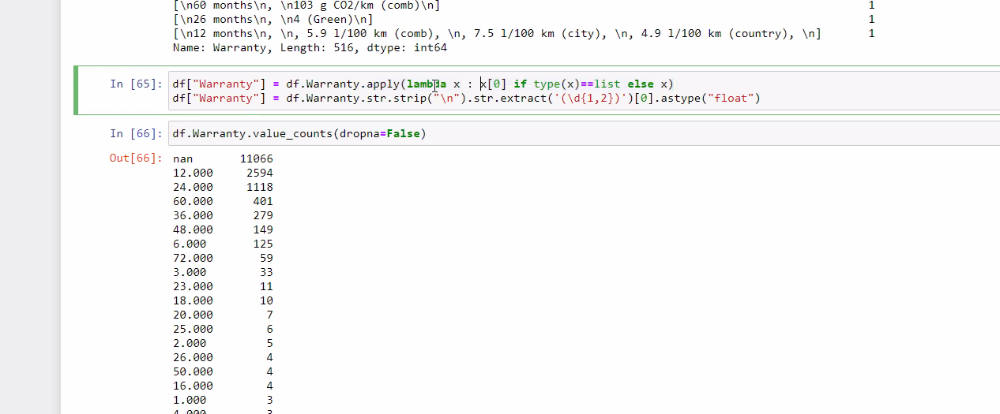 [\n60 months\n, \n103 g CO2/km (comb)\n] 1
[\n26 months\n, \n4 (Green)\n] 1
[\n12 months\n, \n, 5.9 l/100 km (comb), \n, 7.5 l/100 km (city), \n, 4.9 l/100 km (country), \n] 1
Name: Warranty, Length: 516, dtype: int64
In [65]: df["Warranty"] = df.Warranty.apply(lambda x : x[0] if type(x)==list else x)
df["Warranty"] = df.Warranty.str.strip("\n").str.extract('(\d{1,2})')[0].astype("float")
In [66]: df.Warranty.value_counts(dropna=False)
Out[66]: nan 11066
12.000 2594
24.000 1118
60.000 401
36.000 279
48.000 149
6.000 125
72.000 59
3.000 33
23.000 11
18.000 10
20.000 7
25.000 6
2.000 5
26.000 4
50.000 4
16.000 4
1.000 3
4.000 3